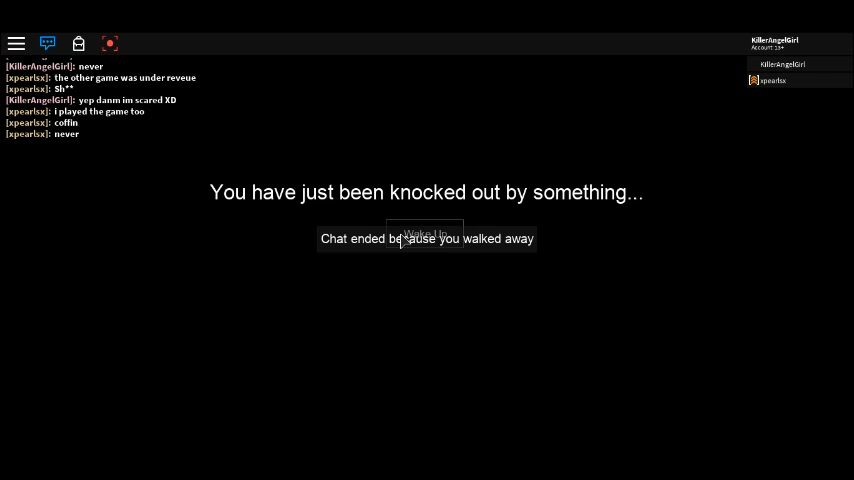 KillerAngelGirl
Account: 13+
[KillerAngelGirl]: never
KillerAngelGirl
[xpearlsx]: the other game was under reveue
xpearlsx
[xpearlsx]: Sh**
[KillerAngelGirl]: yep danm im scared XD
[xpearlsx]: i played the game too
[xpearlsx]: coffin
[xpearlsx]: never
You have just been knocked out by something...
Wake Up
Chat ended because you walked away